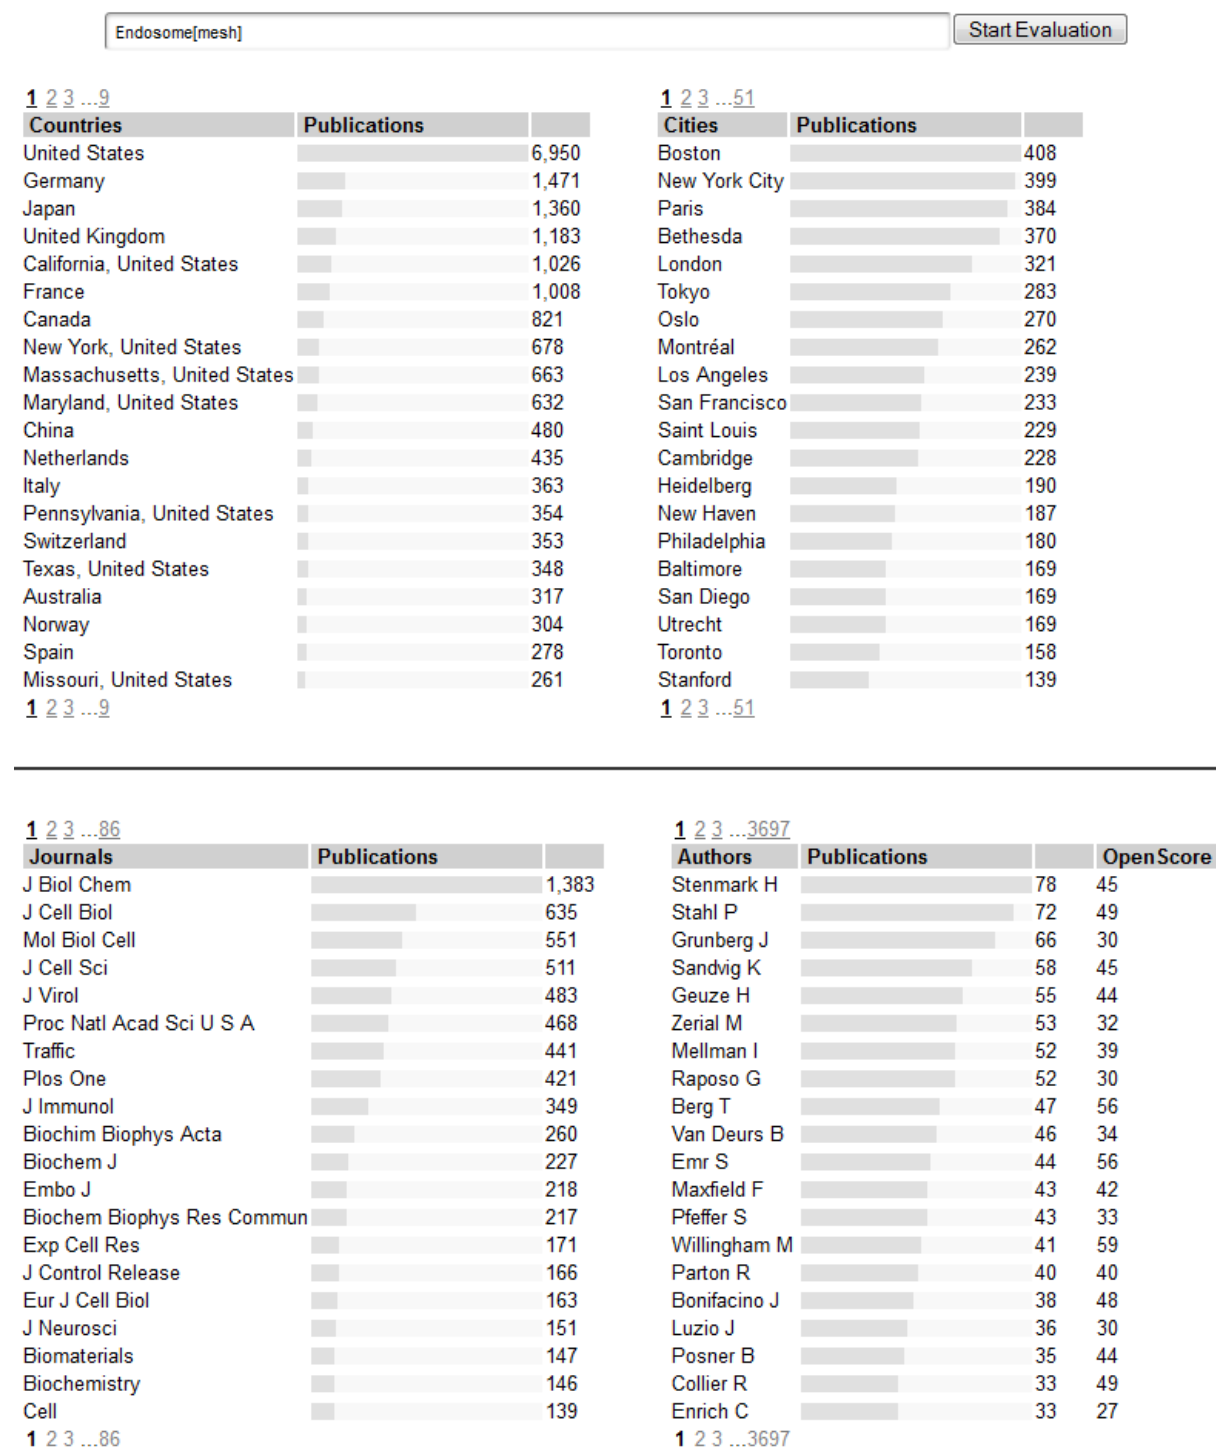 Endosome[mesh] Start Evaluation
1 2 3 ...9
Countries Publications
United States 6,950
Germany 1,471
Japan 1,360
United Kingdom 1,183
California, United States 1,026
France 1,008
Canada 821
New York, United States 678
Massachusetts, United States 663
Maryland, United States 632
China 480
Netherlands 435
Italy 363
Pennsylvania, United States 354
Switzerland 353
Texas, United States 348
Australia 317
Norway 304
Spain 278
Missouri, United States 261
1 2 3 ...9
1 2 3 ...51
Cities Publications
Boston 408
New York City 399
Paris 384
Bethesda 370
London 321
Tokyo 283
Oslo 270
Montréal 262
Los Angeles 239
San Francisco 233
Saint Louis 229
Cambridge 228
Heidelberg 190
New Haven 187
Philadelphia 180
Baltimore 169
San Diego 169
Utrecht 169
Toronto 158
Stanford 139
1 2 3 ...51
1 2 3 ...86
Journals Publications
J Biol Chem 1,383
J Cell Biol 635
Mol Biol Cell 551
J Cell Sci 511
J Virol 483
Proc Natl Acad Sci U S A 468
Traffic 441
Plos One 421
J Immunol 349
Biochim Biophys Acta 260
Biochem J 227
Embo J 218
Biochem Biophys Res Commun 217
Exp Cell Res 171
J Control Release 166
Eur J Cell Biol 163
J Neurosci 151
Biomaterials 147
Biochemistry 146
Cell 139
1 2 3 ...86
1 2 3 ...3697
Authors Publications OpenScore
Stenmark H 78 45
Stahl P 72 49
Grunberg J 66 30
Sandvig K 58 45
Geuze H 55 44
Zerial M 53 32
Mellman I 52 39
Raposo G 52 30
Berg T 47 56
Van Deurs B 46 34
Emr S 44 56
Maxfield F 43 42
Pfeffer S 43 33
Willingham M 41 59
Parton R 40 40
Bonifacino J 38 48
Luzio J 36 30
Posner B 35 44
Collier R 33 49
Enrich C 33 27
1 2 3 ...3697